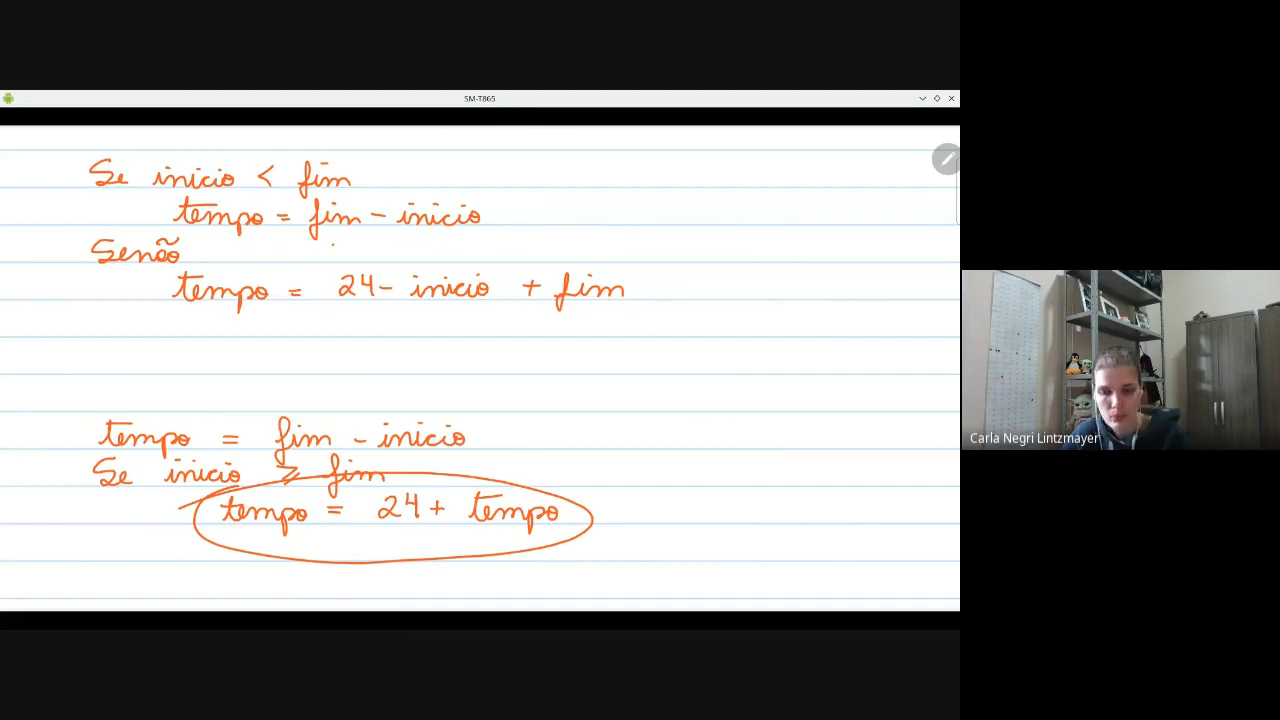 SM-T865
Se inicio < fim
tempo = fim - inicio
Senão
tempo = 24 - inicio + fim
tempo = fim - inicio
Se inicio ≥ fim
tempo = 24 + tempo
Carla Negri Lintzmayer